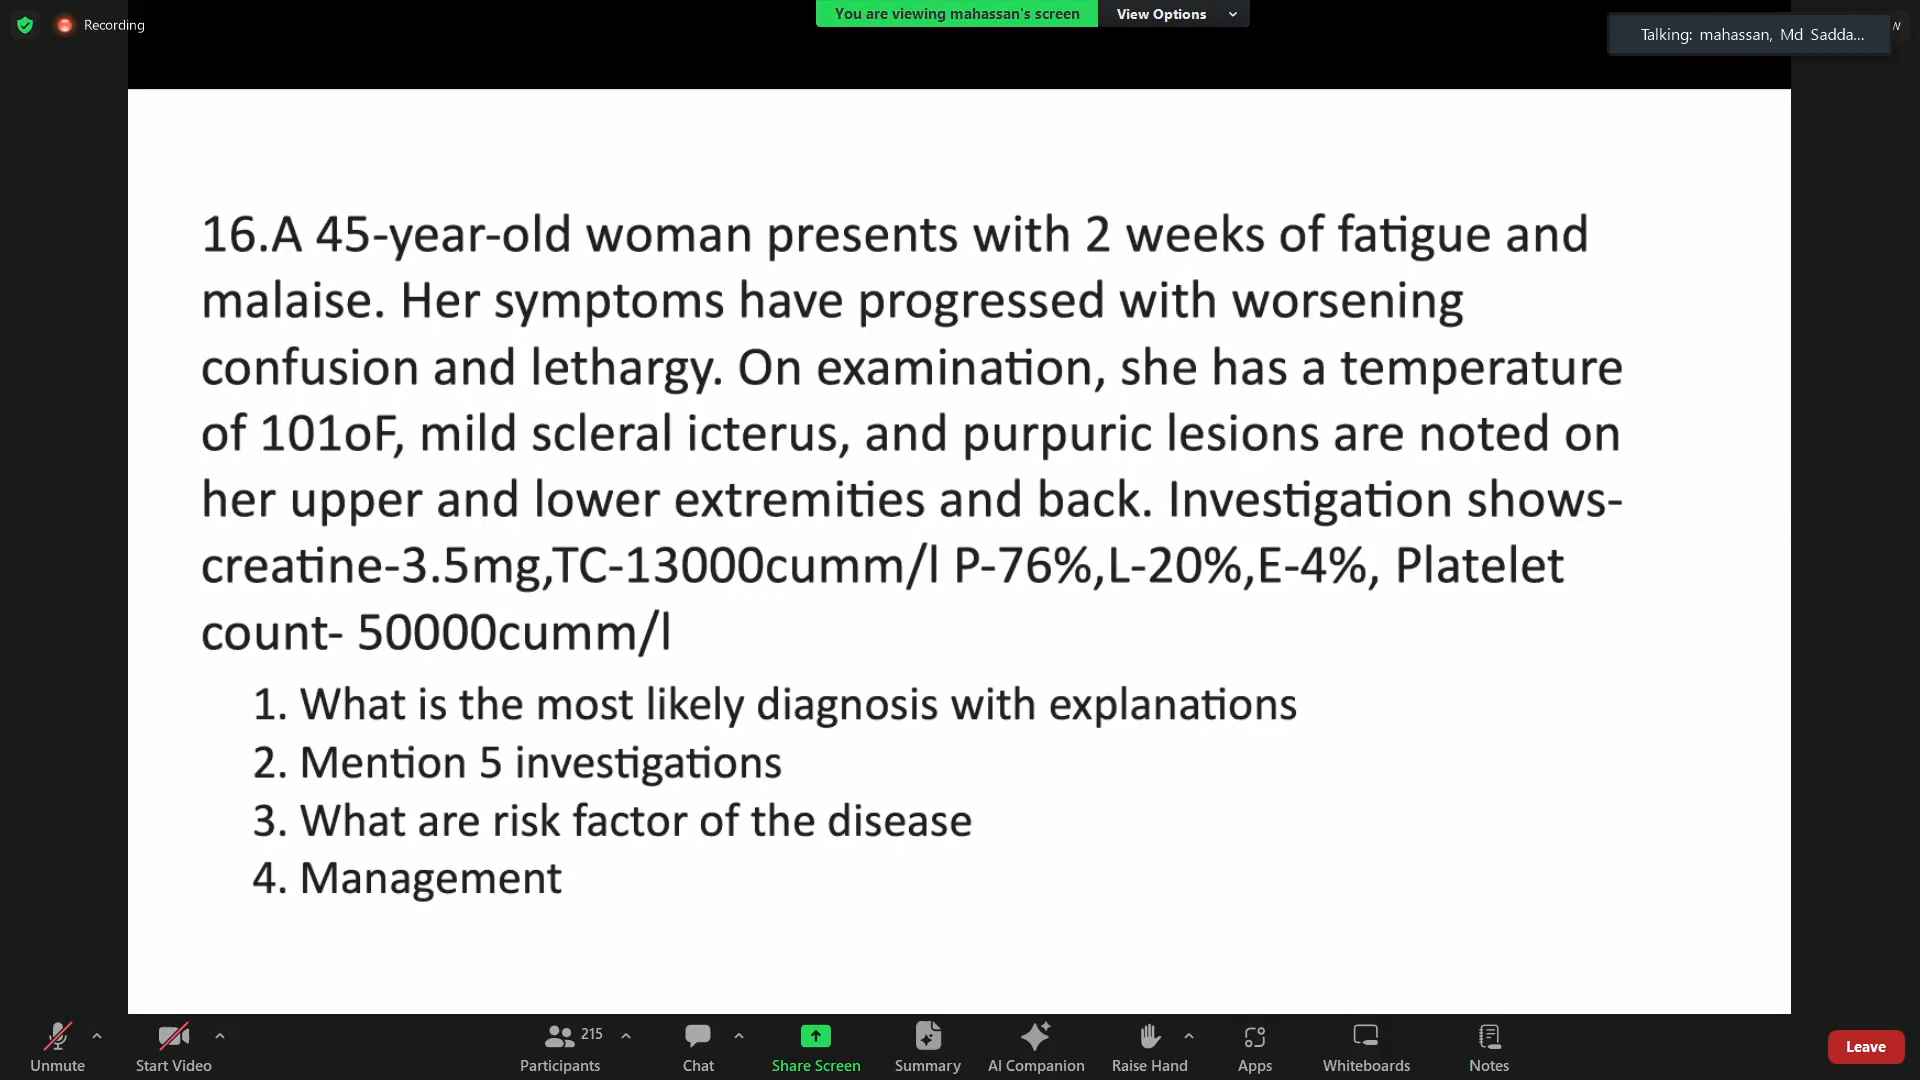 Recording
You are viewing mahassan's screen
View Options
Talking: mahassan, Md Sadda...
w
16.A 45-year-old woman presents with 2 weeks of fatigue and
malaise. Her symptoms have progressed with worsening
confusion and lethargy. On examination, she has a temperature
of 101oF, mild scleral icterus, and purpuric lesions are noted on
her upper and lower extremities and back. Investigation shows-
creatine-3.5mg,TC-13000cumm/l P-76%,L-20%,E-4%, Platelet
count- 50000cumm/l
1. What is the most likely diagnosis with explanations
2. Mention 5 investigations
3. What are risk factor of the disease
4. Management
Unmute
Start Video
215
Participants
Chat
Share Screen
Summary
AI Companion
Raise Hand
Apps
Whiteboards
Notes
Leave